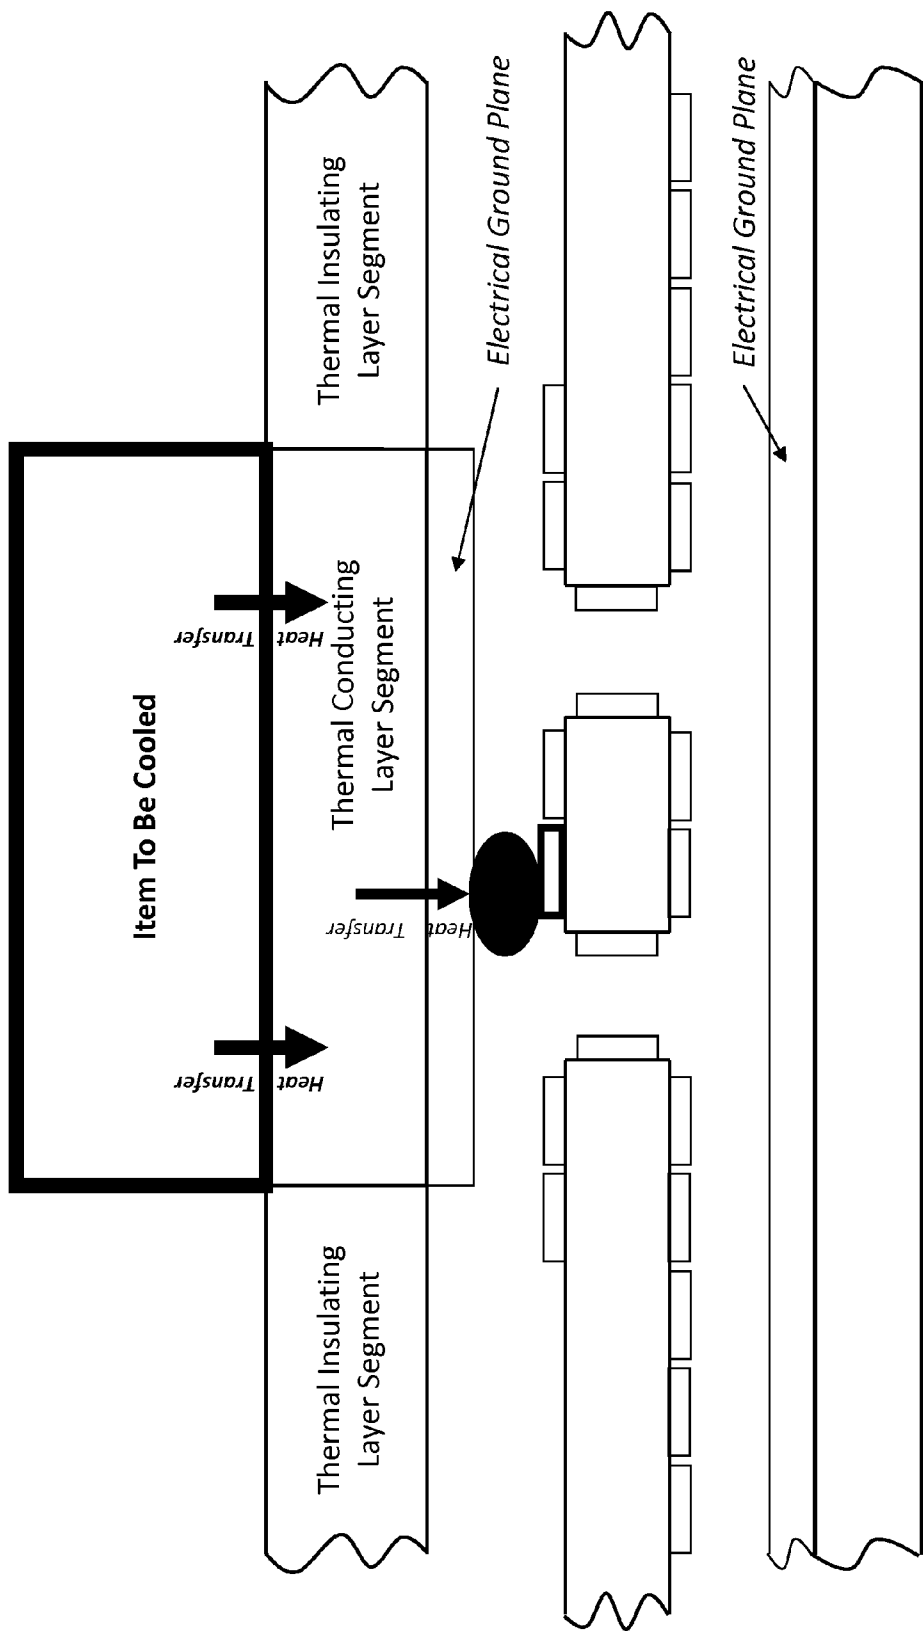 Item To Be Cooled
Heat Transfer
Heat Transfer
Heat Transfer
Thermal Insulating
Layer Segment
Thermal Conducting
Layer Segment
Thermal Insulating
Layer Segment
Electrical Ground Plane
Electrical Ground Plane